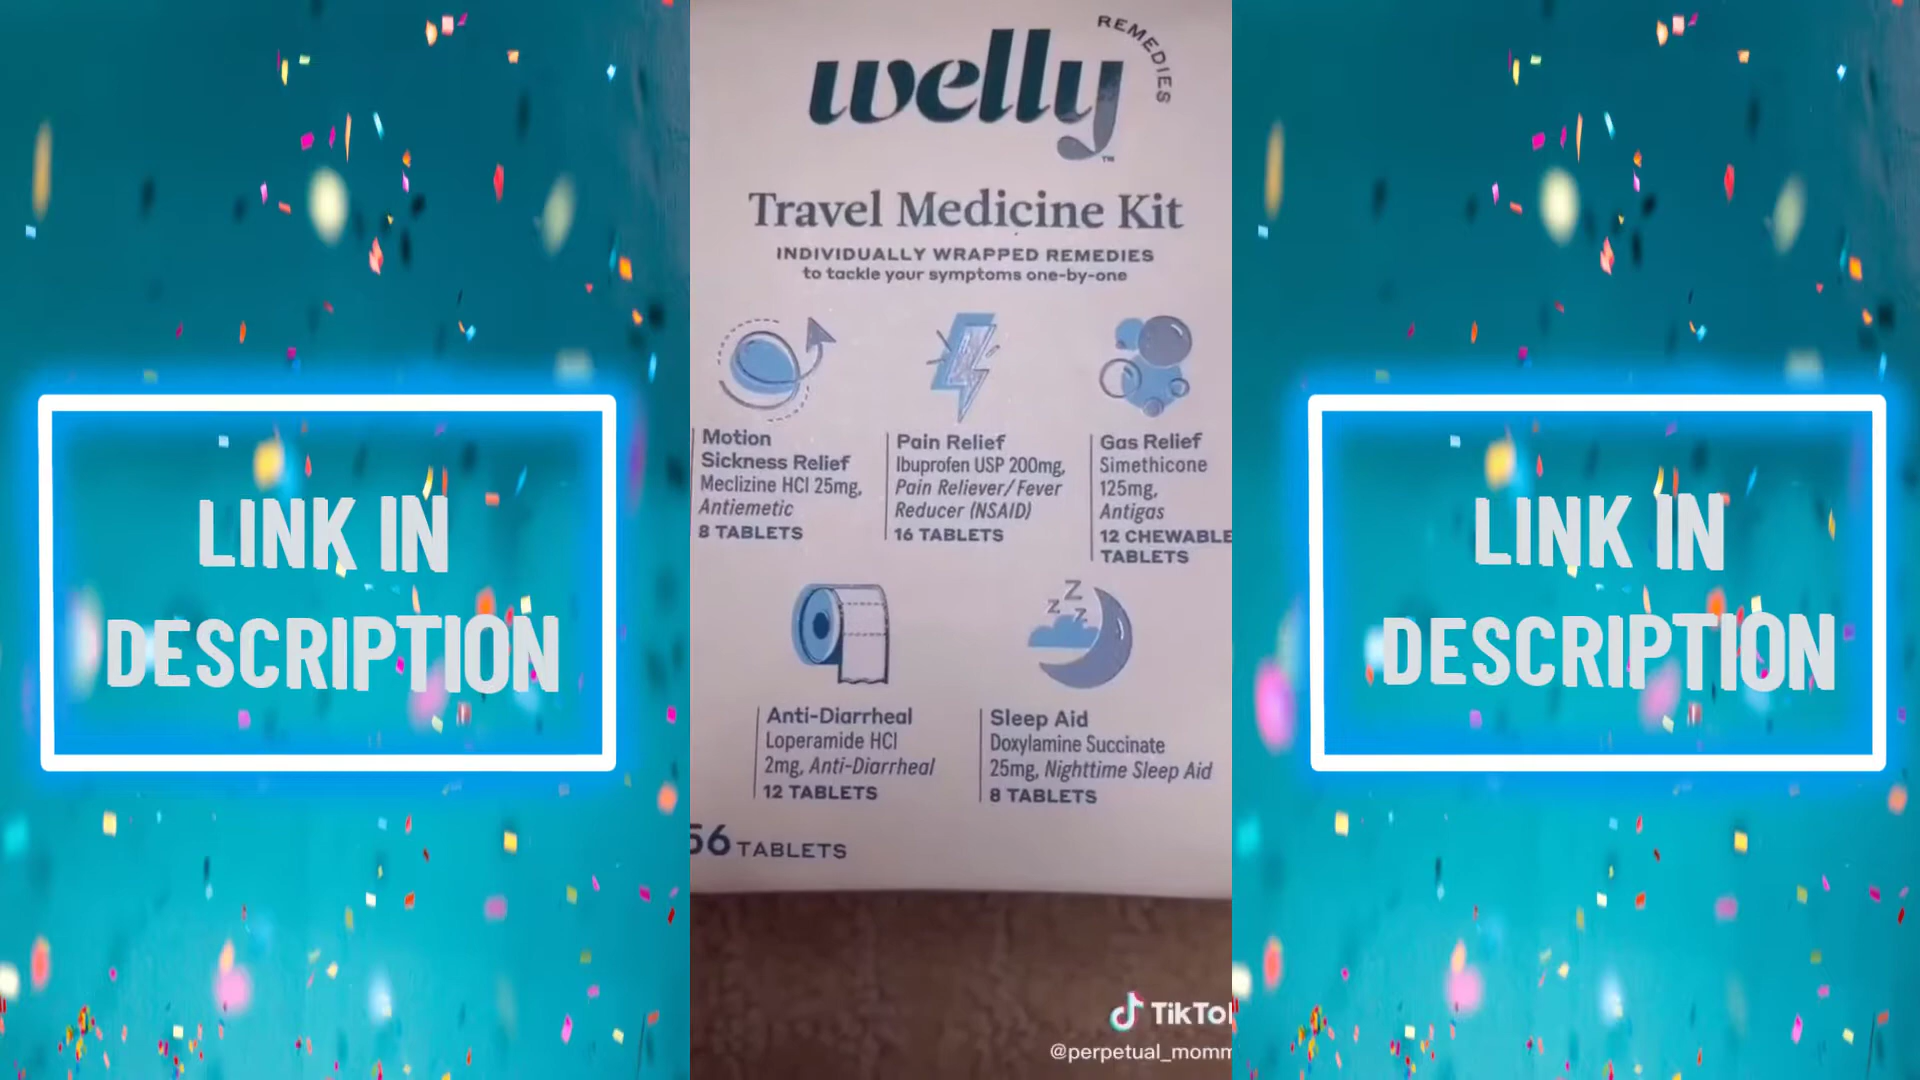 LINK IN
DESCRIPTION
welly
REMEDIES
Travel Medicine Kit
INDIVIDUALLY WRAPPED REMEDIES
to tackle your symptoms one-by-one
Motion
Sickness Relief
Meclizine HCl 25mg,
Antiemetic
8 TABLETS
Pain Relief
Ibuprofen USP 200mg,
Pain Reliever/Fever
Reducer (NSAID)
16 TABLETS
Gas Relief
Simethicone
125mg,
Antigas
12 CHEWABLE
TABLETS
Z Z Z
Anti-Diarrheal
Loperamide HCl
2mg, Anti-Diarrheal
12 TABLETS
Sleep Aid
Doxylamine Succinate
25mg, Nighttime Sleep Aid
8 TABLETS
56 TABLETS
TikTo
@perpetual_mom
LINK IN
DESCRIPTION